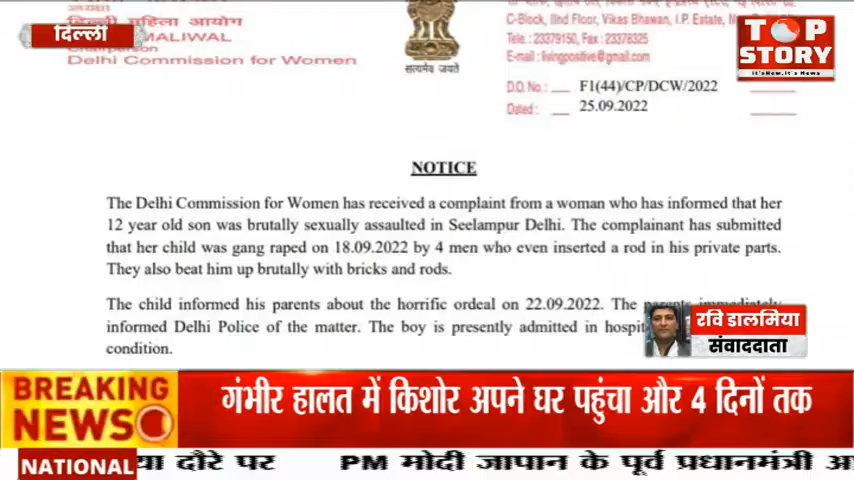 दिल्ली
दिल्ली महिला आयोग
MALIWAL
Chairperson
Delhi Commission for Women
सत्यमेव जयते
C-Block, IInd Floor, Vikas Bhawan, I.P. Estate,
Tele.: 23379150, Fax : 23378325
E-mail : livingpositive@gmail.com
D.O. No.: F1(44)/CP/DCW/2022
Dated : 25.09.2022
TOP
STORY
It's Now, It's News
NOTICE
The Delhi Commission for Women has received a complaint from a woman who has informed that her
12 year old son was brutally sexually assaulted in Seelampur Delhi. The complainant has submitted
that her child was gang raped on 18.09.2022 by 4 men who even inserted a rod in his private parts.
They also beat him up brutally with bricks and rods.
The child informed his parents about the horrific ordeal on 22.09.2022. The parents immediately
informed Delhi Police of the matter. The boy is presently admitted in
condition.
रवि डालमिया
संवाददाता
BREAKING
NEWS
गंभीर हालत में किशोर अपने घर पहुंचा और 4 दिनों तक
NATIONAL
दौरे पर PM मोदी जापान के पूर्व प्रधानमंत्री